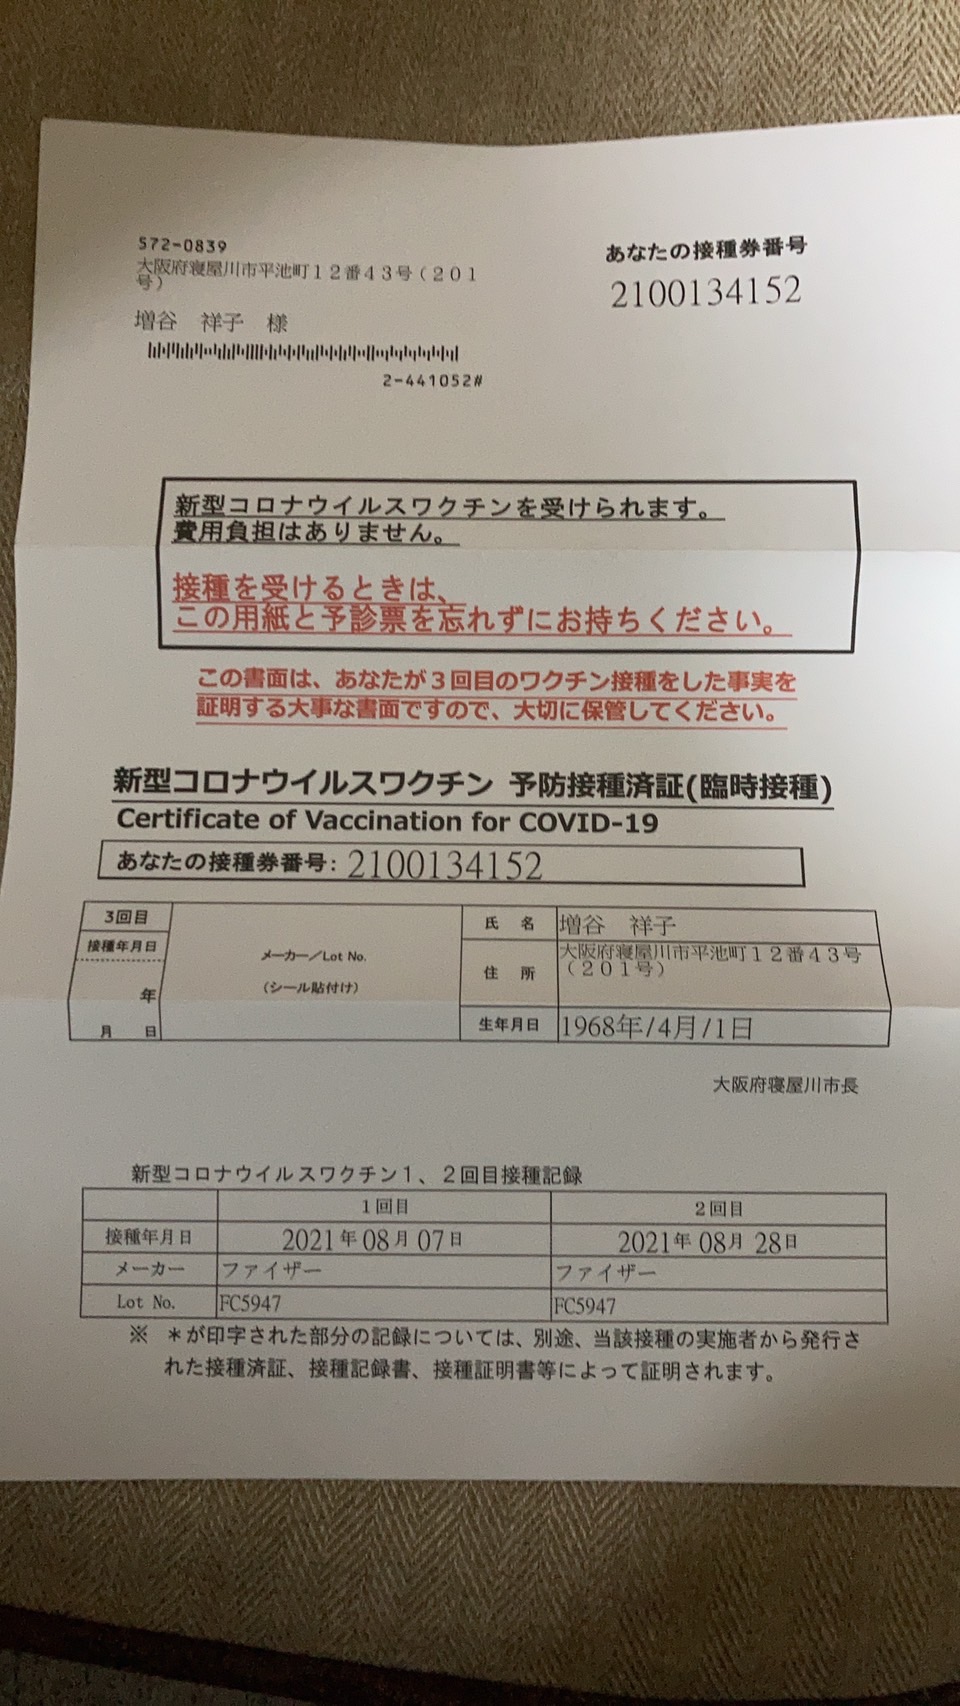 572-0839
大阪府寝屋川市平池町12番43号(201
号)
増谷　祥子　様
2-441052#
あなたの接種券番号
2100134152
新型コロナウイルスワクチンを受けられます。
費用負担はありません。
接種を受けるときは、
この用紙と予診票を忘れずにお持ちください。
この書面は、あなたが3回目のワクチン接種をした事実を
証明する大事な書面ですので、大切に保管してください。
新型コロナウイルスワクチン 予防接種済証(臨時接種)
Certificate of Vaccination for COVID-19
あなたの接種券番号: 2100134152
3回目
接種年月日
年
月　日
メーカー/Lot No.
(シール貼付け)
氏　名 増谷　祥子
住　所 大阪府寝屋川市平池町12番43号
(201号)
生年月日 1968年/4月/1日
大阪府寝屋川市長
新型コロナウイルスワクチン1、2回目接種記録
1回目 2回目
接種年月日 2021年08月07日 2021年08月28日
メーカー ファイザー ファイザー
Lot No. FC5947 FC5947
※ *が印字された部分の記録については、別途、当該接種の実施者から発行さ
れた接種済証、接種記録書、接種証明書等によって証明されます。